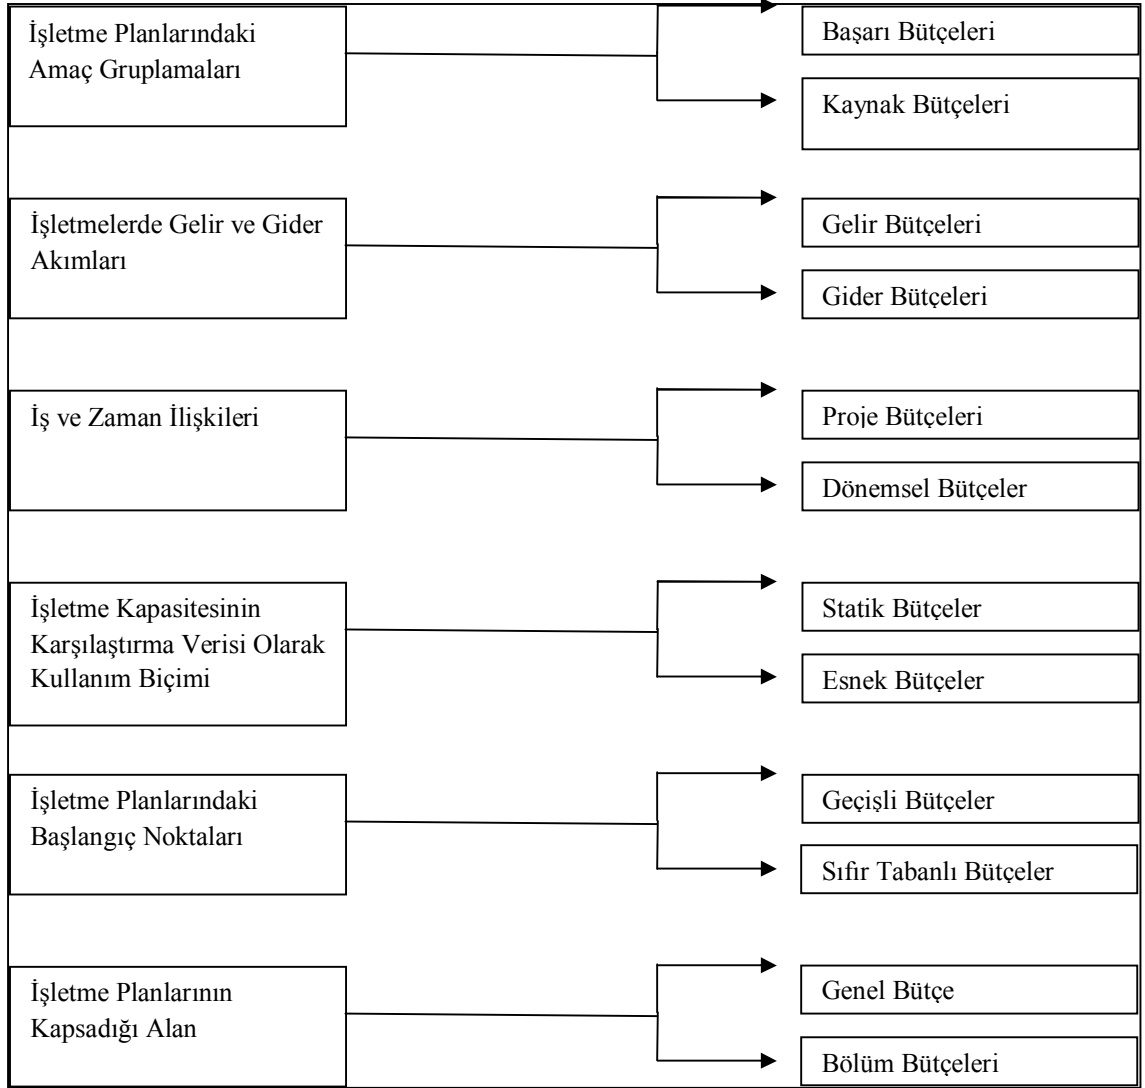 İşletme Planlarındaki
Amaç Gruplamaları
Başarı Bütçeleri
Kaynak Bütçeleri
İşletmelerde Gelir ve Gider
Akımları
Gelir Bütçeleri
Gider Bütçeleri
İş ve Zaman İlişkileri
Proje Bütçeleri
Dönemsel Bütçeler
İşletme Kapasitesinin
Karşılaştırma Verisi Olarak
Kullanım Biçimi
Statik Bütçeler
Esnek Bütçeler
İşletme Planlarındaki
Başlangıç Noktaları
Geçişli Bütçeler
Sıfır Tabanlı Bütçeler
İşletme Planlarının
Kapsadığı Alan
Genel Bütçe
Bölüm Bütçeleri